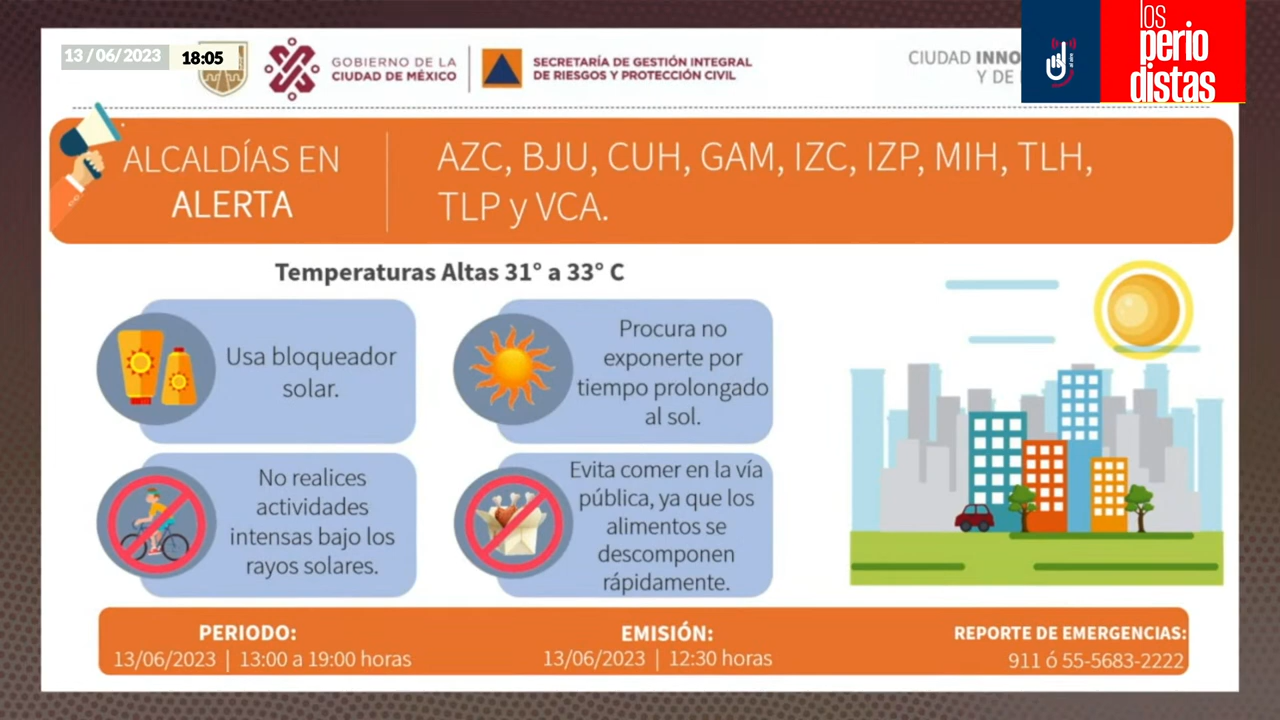 13/06/2023 18:05
GOBIERNO DE LA
CIUDAD DE MÉXICO
SECRETARÍA DE GESTIÓN INTEGRAL
DE RIESGOS Y PROTECCIÓN CIVIL
CIUDAD INNO
Y DE
los
perio
distas
ALCALDÍAS EN
ALERTA
AZC, BJU, CUH, GAM, IZC, IZP, MIH, TLH,
TLP y VCA.
Temperaturas Altas 31° a 33° C
Usa bloqueador
solar.
Procura no
exponerte por
tiempo prolongado
al sol.
No realices
actividades
intensas bajo los
rayos solares.
Evita comer en la vía
pública, ya que los
alimentos se
descomponen
rápidamente.
PERIODO:
13/06/2023 | 13:00 a 19:00 horas
EMISIÓN:
13/06/2023 | 12:30 horas
REPORTE DE EMERGENCIAS:
911 ó 55-5683-2222